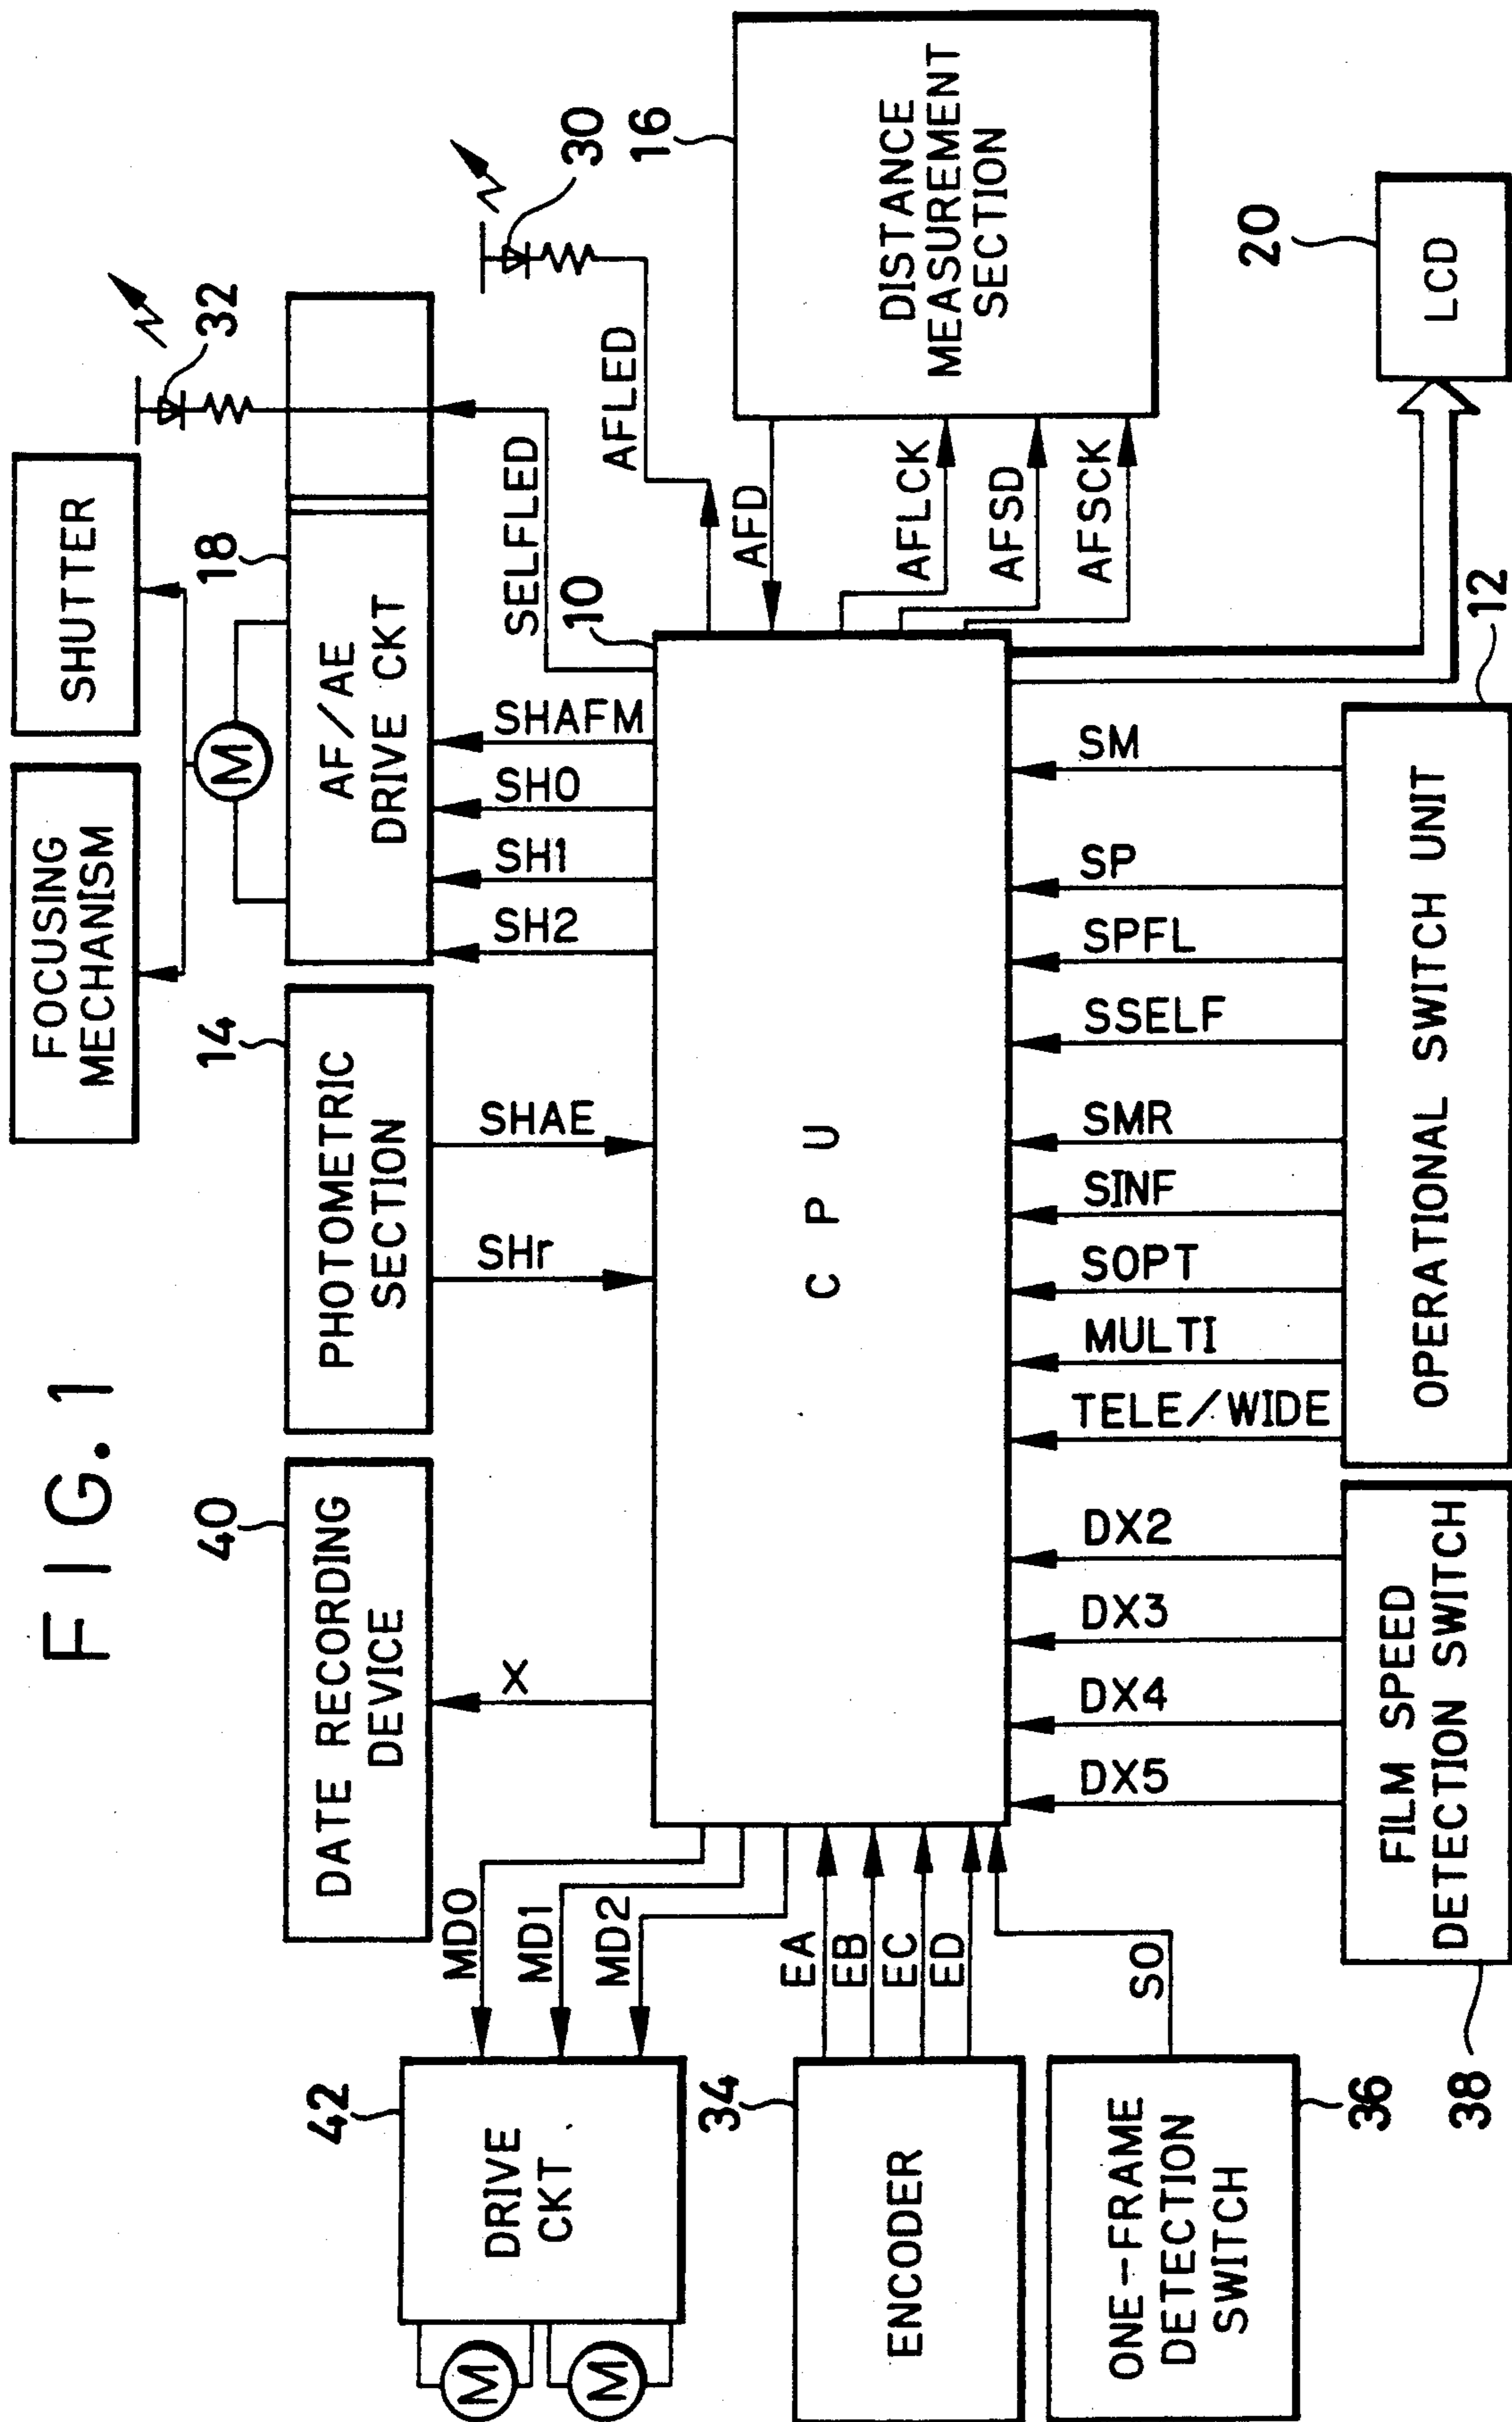 FIG. 1
FOCUSING
MECHANISM
SHUTTER
M
32
30
40
14
18
DATE RECORDING
DEVICE
PHOTOMETRIC
SECTION
AF/AE
DRIVE CKT
42
DRIVE
CKT
M
M
MD0
MD1
MD2
X
SHr
SHAE
SH2
SH1
SH0
SHAFM
SELFLED
AFLED
10
16
CPU
DISTANCE
MEASUREMENT
SECTION
AFD
AFLCK
AFSD
AFSCK
34
ENCODER
EA
EB
EC
ED
ONE-FRAME
DETECTION
SWITCH
36
SO
DX5
DX4
DX3
DX2
TELE/WIDE
MULTI
SOPT
SINF
SMR
SSELF
SPFL
SP
SM
20
LCD
38
FILM SPEED
DETECTION SWITCH
12
OPERATIONAL SWITCH UNIT